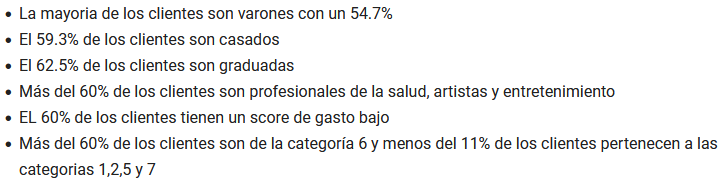 • La mayoria de los clientes son varones con un 54.7%
• El 59.3% de los clientes son casados
• El 62.5% de los clientes son graduadas
• Más del 60% de los clientes son profesionales de la salud, artistas y entretenimiento
• EL 60% de los clientes tienen un score de gasto bajo
• Más del 60% de los clientes son de la categoría 6 y menos del 11% de los clientes pertenecen a las
categorias 1,2,5 y 7